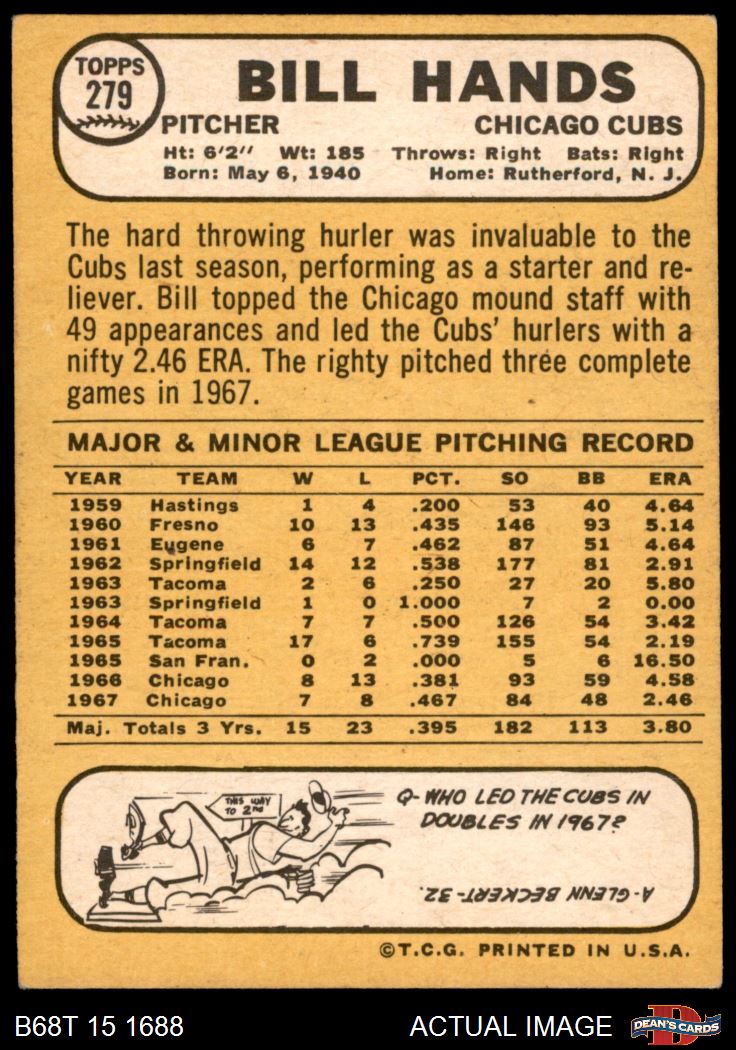 TOPPS
279
BILL HANDS
PITCHER CHICAGO CUBS
Ht: 6'2" Wt: 185 Throws: Right Bats: Right
Born: May 6, 1940 Home: Rutherford, N. J.
The hard throwing hurler was invaluable to the
Cubs last season, performing as a starter and re-
liever. Bill topped the Chicago mound staff with
49 appearances and led the Cubs' hurlers with a
nifty 2.46 ERA. The righty pitched three complete
games in 1967.
MAJOR & MINOR LEAGUE PITCHING RECORD
YEAR TEAM W L PCT. SO BB ERA
1959 Hastings 1 4 .200 53 40 4.64
1960 Fresno 10 13 .435 146 93 5.14
1961 Eugene 6 7 .462 87 51 4.64
1962 Springfield 14 12 .538 177 81 2.91
1963 Tacoma 2 6 .250 27 20 5.80
1963 Springfield 1 0 1.000 7 2 0.00
1964 Tacoma 7 7 .500 126 54 3.42
1965 Tacoma 17 6 .739 155 54 2.19
1965 San Fran. 0 2 .000 5 6 16.50
1966 Chicago 8 13 .381 93 59 4.58
1967 Chicago 7 8 .467 84 48 2.46
Maj. Totals 3 Yrs. 15 23 .395 182 113 3.80
THIS WAY
TO 2ND
Q-WHO LED THE CUBS IN
DOUBLES IN 1967?
A-GLENN BECKERT-32.
©T.C.G. PRINTED IN U.S.A.
B68T 15 1688 ACTUAL IMAGE
D
DEAN'S CARDS